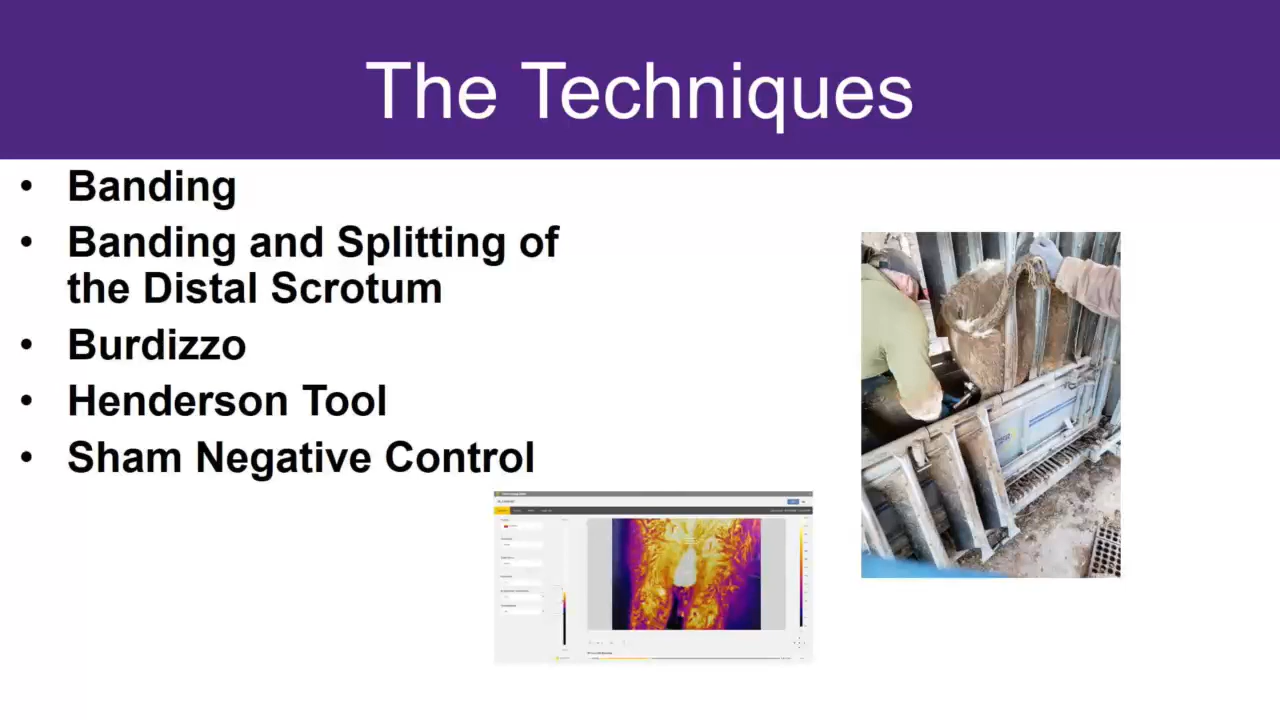 The Techniques
• Banding
• Banding and Splitting of
the Distal Scrotum
• Burdizzo
• Henderson Tool
• Sham Negative Control